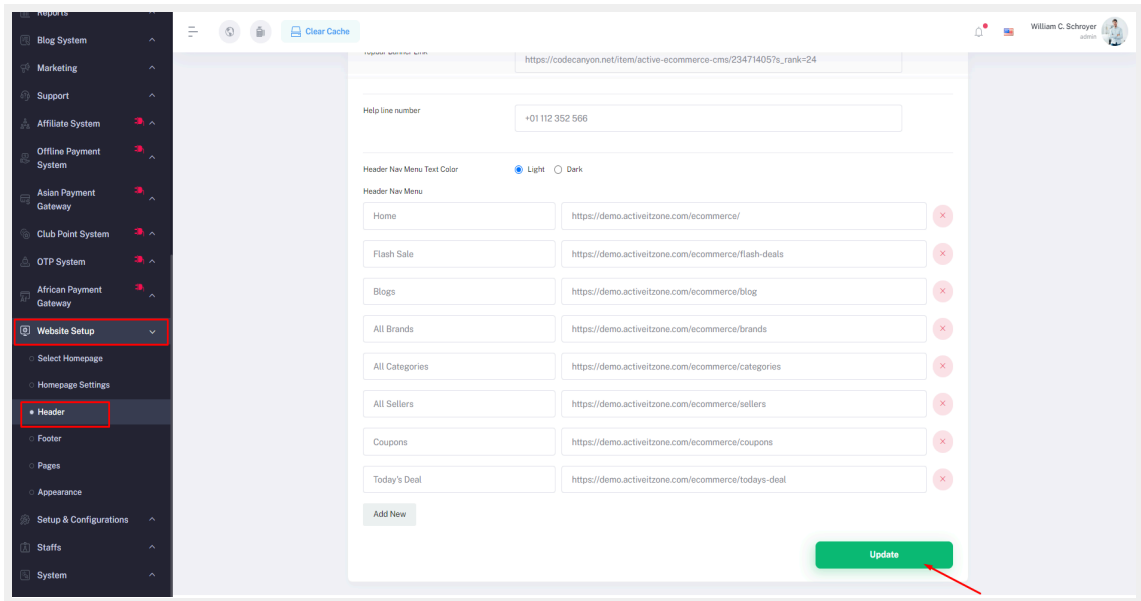 Reports
Blog System
Marketing
Support
Affiliate System
Offline Payment
System
Asian Payment
Gateway
Club Point System
OTP System
African Payment
Gateway
Website Setup
Select Homepage
Homepage Settings
Header
Footer
Pages
Appearance
Setup & Configurations
Staffs
System
Clear Cache
William C. Schroyer
admin
Topbar Banner Link
https://codecanyon.net/item/active-ecommerce-cms/23471405?s_rank=24
Help line number
+01 112 352 566
Header Nav Menu Text Color
Light
Dark
Header Nav Menu
Home
https://demo.activeitzone.com/ecommerce/
Flash Sale
https://demo.activeitzone.com/ecommerce/flash-deals
Blogs
https://demo.activeitzone.com/ecommerce/blog
All Brands
https://demo.activeitzone.com/ecommerce/brands
All Categories
https://demo.activeitzone.com/ecommerce/categories
All Sellers
https://demo.activeitzone.com/ecommerce/sellers
Coupons
https://demo.activeitzone.com/ecommerce/coupons
Today's Deal
https://demo.activeitzone.com/ecommerce/todays-deal
Add New
Update